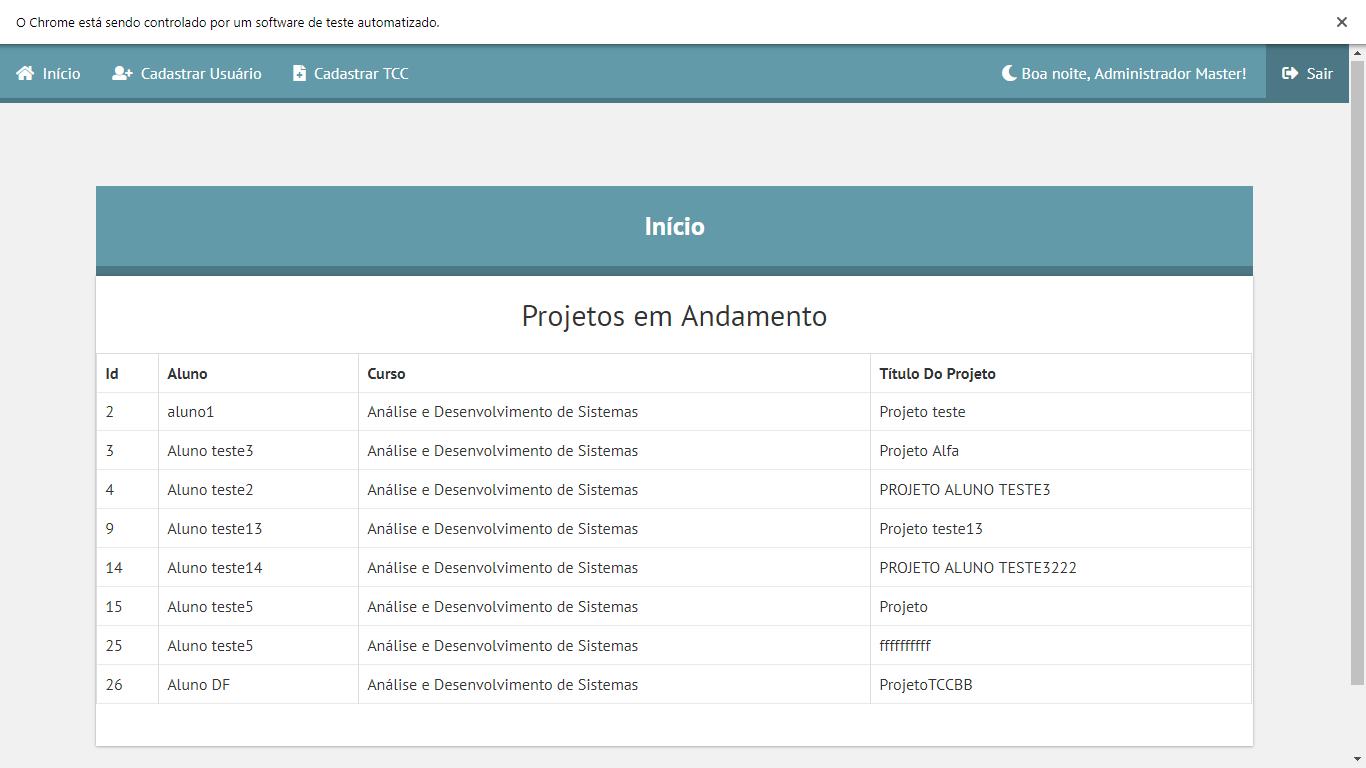 O Chrome está sendo controlado por um software de teste automatizado.
Início Cadastrar Usuário Cadastrar TCC Boa noite, Administrador Master! Sair
Início
Projetos em Andamento
Id Aluno Curso Título Do Projeto
2 aluno1 Análise e Desenvolvimento de Sistemas Projeto teste
3 Aluno teste3 Análise e Desenvolvimento de Sistemas Projeto Alfa
4 Aluno teste2 Análise e Desenvolvimento de Sistemas PROJETO ALUNO TESTE3
9 Aluno teste13 Análise e Desenvolvimento de Sistemas Projeto teste13
14 Aluno teste14 Análise e Desenvolvimento de Sistemas PROJETO ALUNO TESTE3222
15 Aluno teste5 Análise e Desenvolvimento de Sistemas Projeto
25 Aluno teste5 Análise e Desenvolvimento de Sistemas ffffffffff
26 Aluno DF Análise e Desenvolvimento de Sistemas ProjetoTCCBB